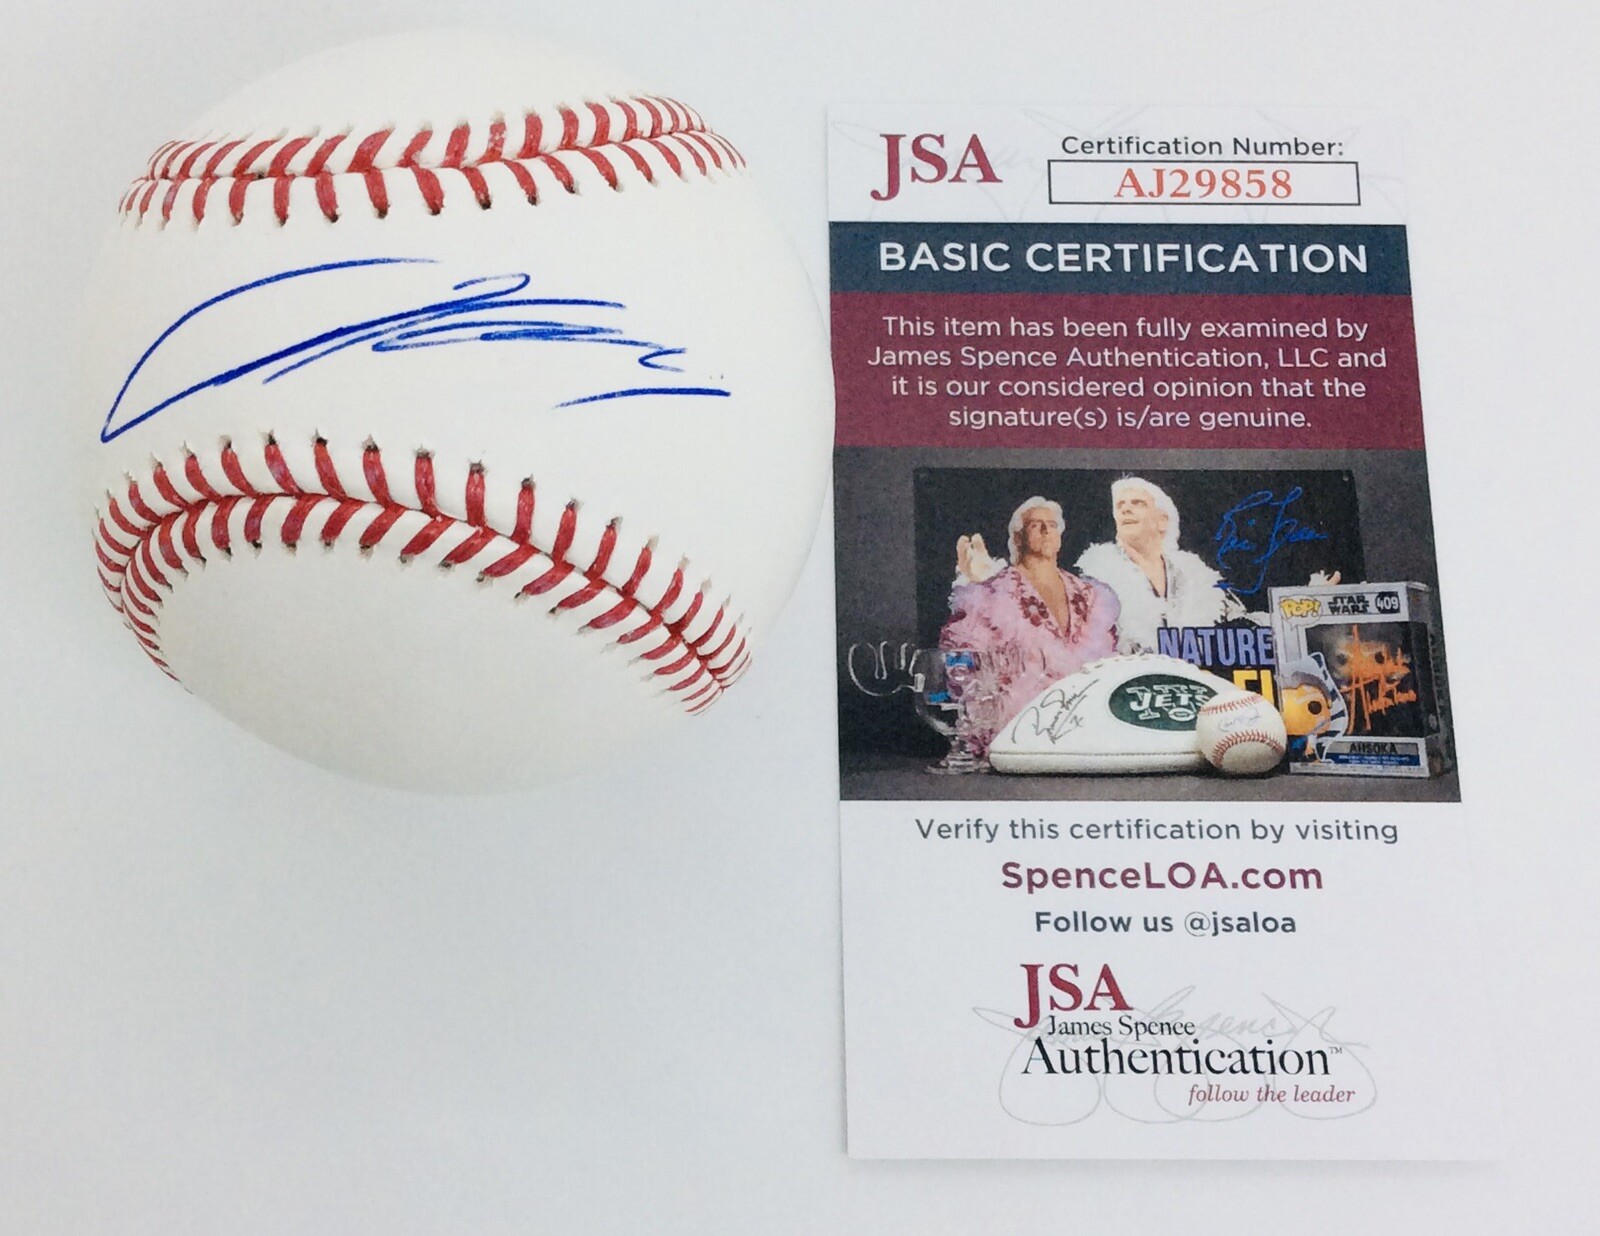 JSA
Certification Number:
AJ29858
BASIC CERTIFICATION
This item has been fully examined by
James Spence Authentication, LLC and
it is our considered opinion that the
signature(s) is/are genuine.
POP!
STAR
WARS
409
NATURE
JETS
AHSOKA
Verify this certification by visiting
SpenceLOA.com
Follow us @jsaloa
JSA
James Spence
Authentication™
follow the leader